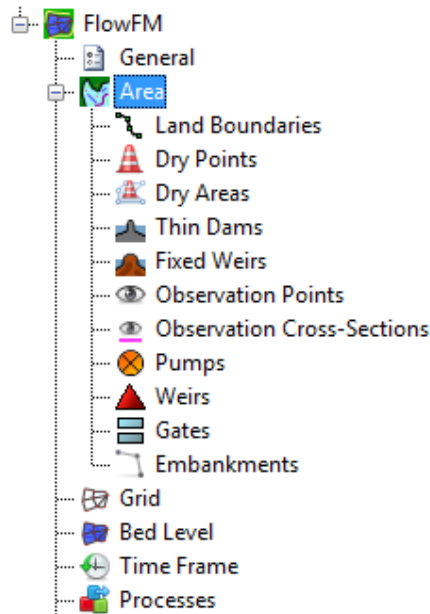 FlowFM
General
Area
Land Boundaries
Dry Points
Dry Areas
Thin Dams
Fixed Weirs
Observation Points
Observation Cross-Sections
Pumps
Weirs
Gates
Embankments
Grid
Bed Level
Time Frame
Processes